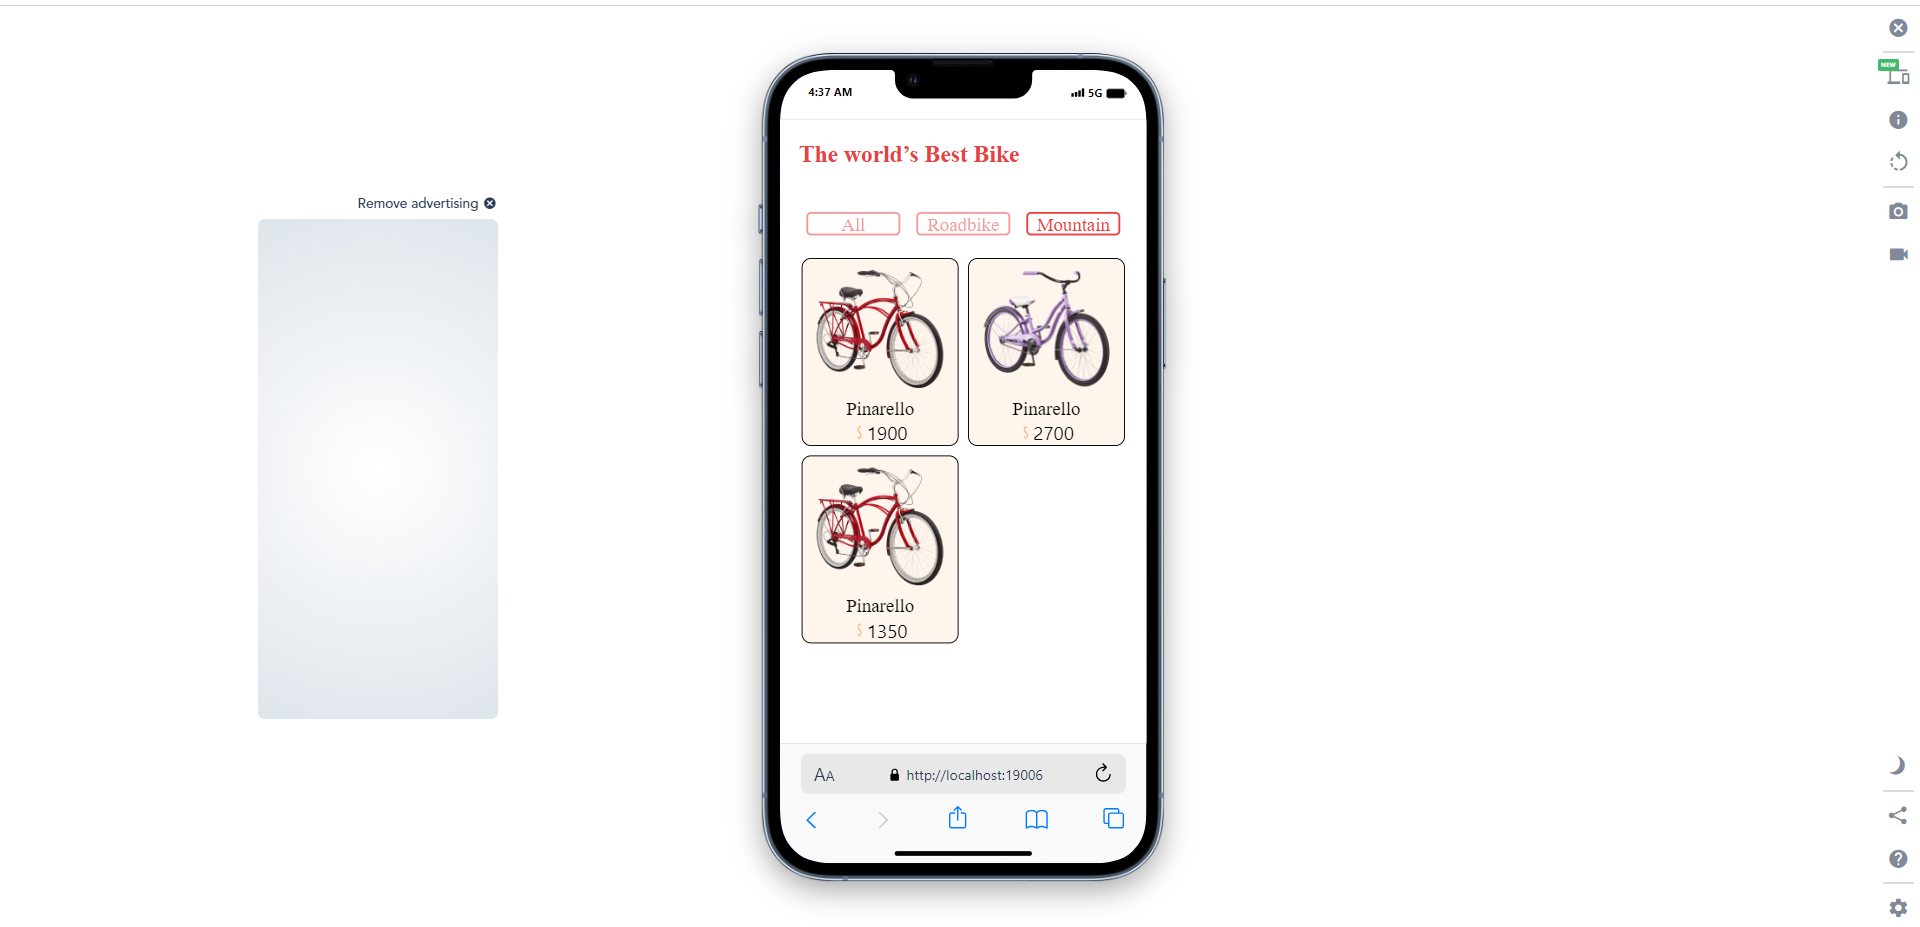 Remove advertising
4:37 AM
5G
The world’s Best Bike
All Roadbike Mountain
Pinarello
$ 1900
Pinarello
$ 2700
Pinarello
$ 1350
AA
http://localhost:19006
NEW